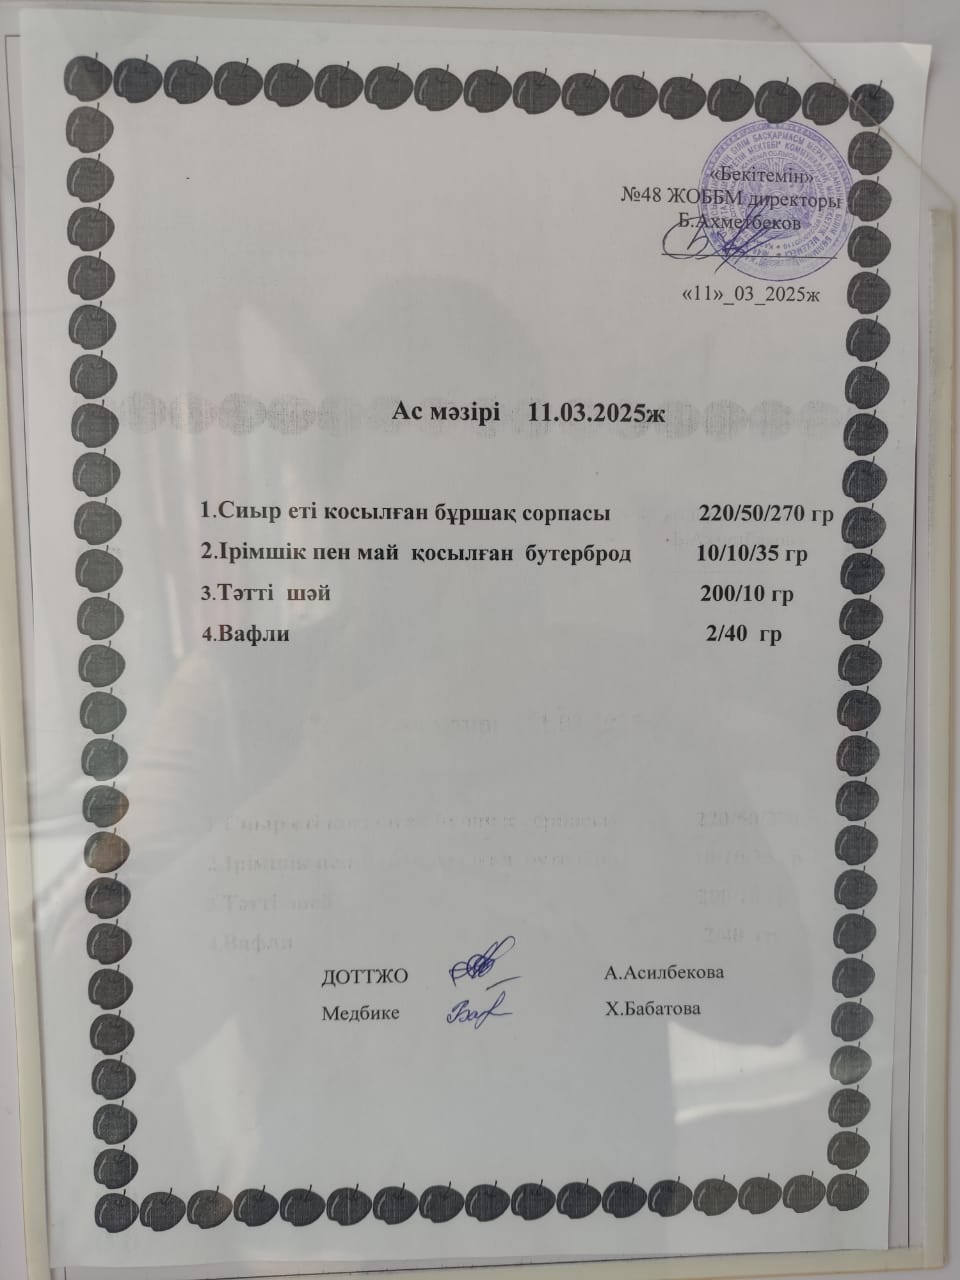 «Бекітемін»
№48 ЖОББМ директоры
Б.Ахметбеков
«11»_03_2025ж
Ас мәзірі 11.03.2025ж
1.Сиыр еті косылған бұршақ сорпасы 220/50/270 гр
2.Ірімшік пен май қосылған бутерброд 10/10/35 гр
3.Тәтті шәй 200/10 гр
4.Вафли 2/40 гр
ДОТТЖО А.Асилбекова
Медбике Х.Бабатова